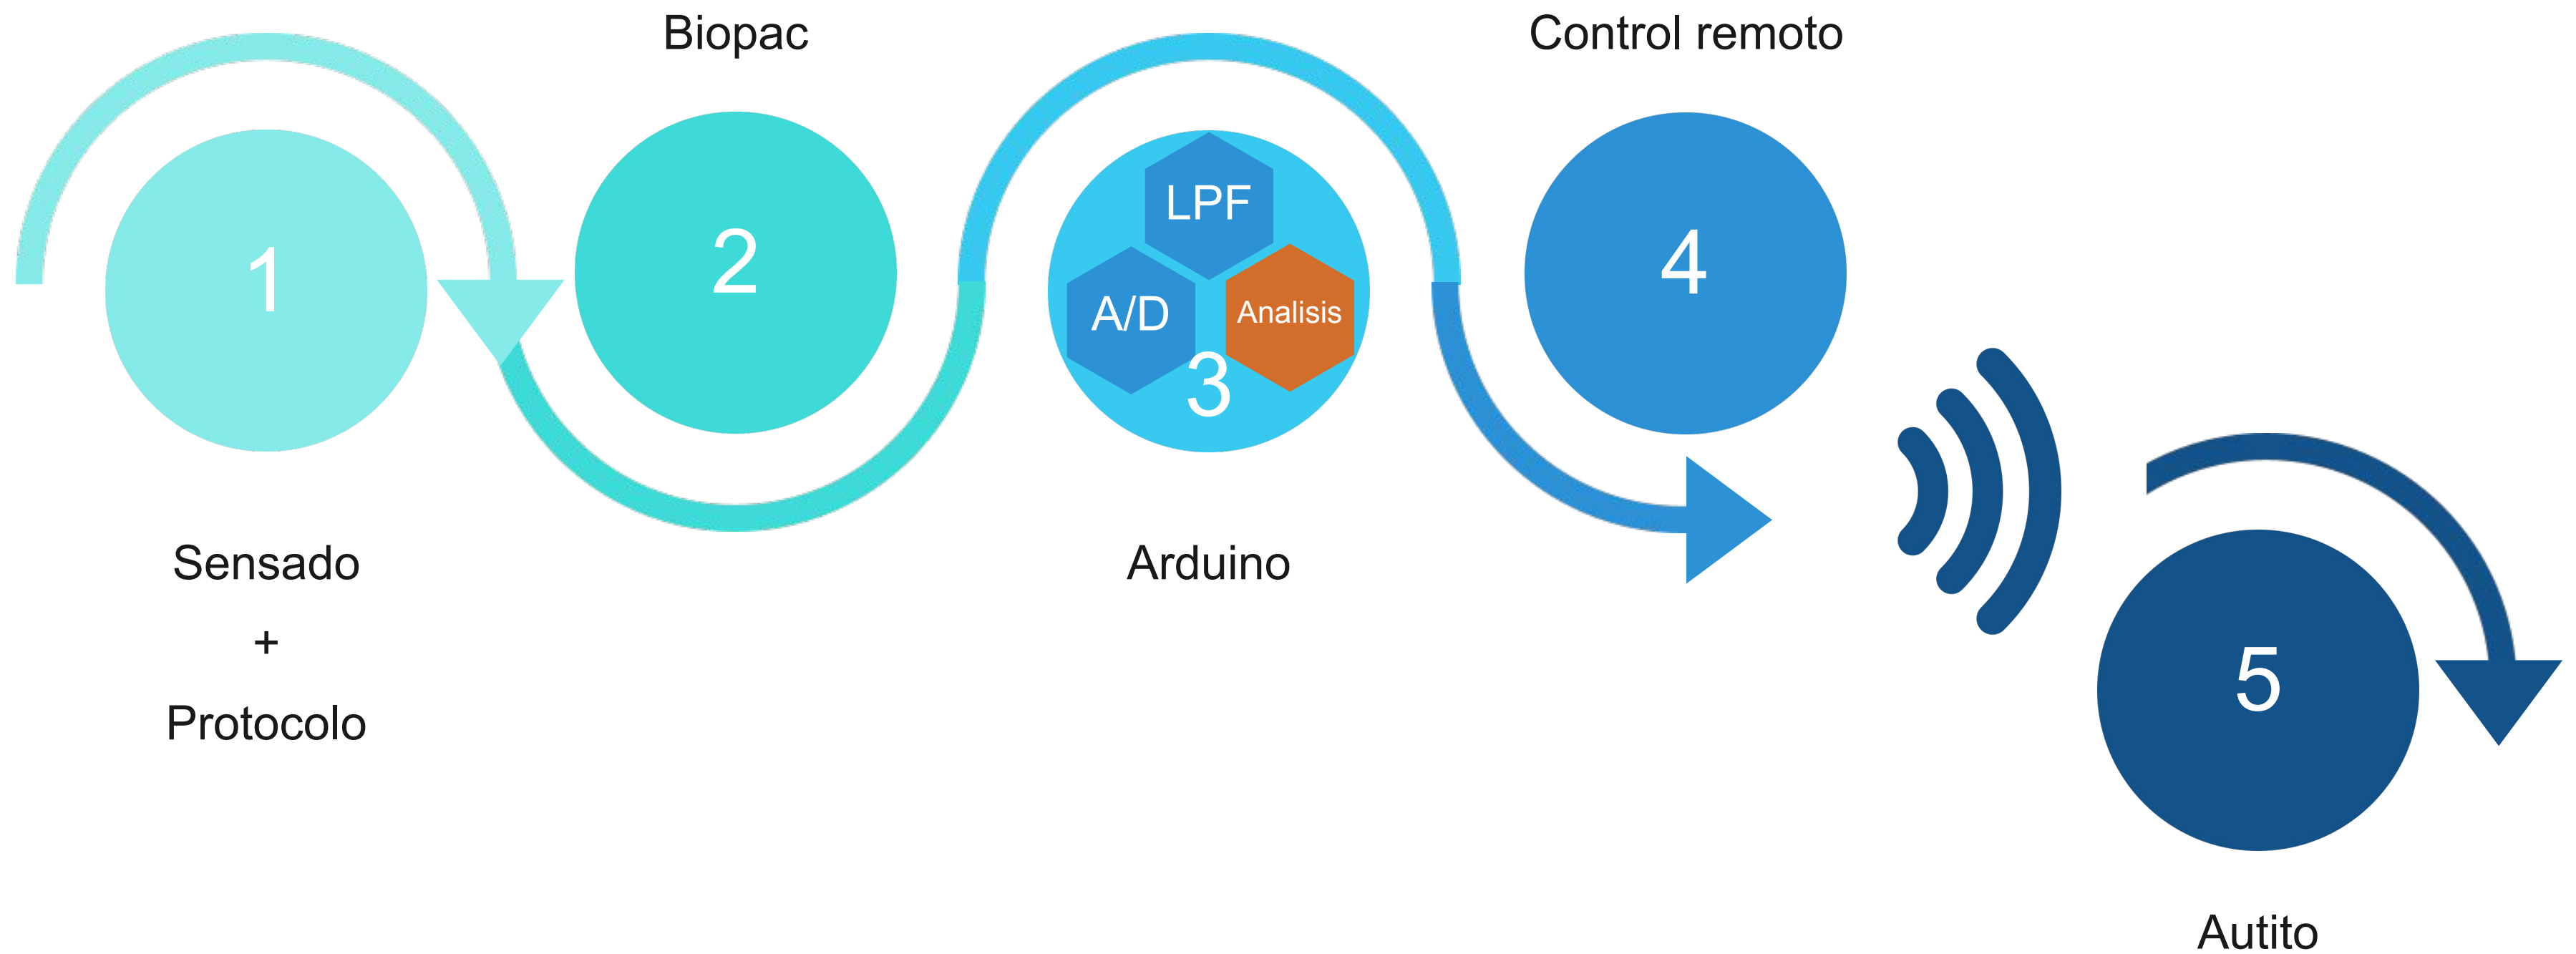 Biopac
Control remoto
1
2
LPF
A/D
Analisis
3
4
Sensado
+
Protocolo
Arduino
5
Autito